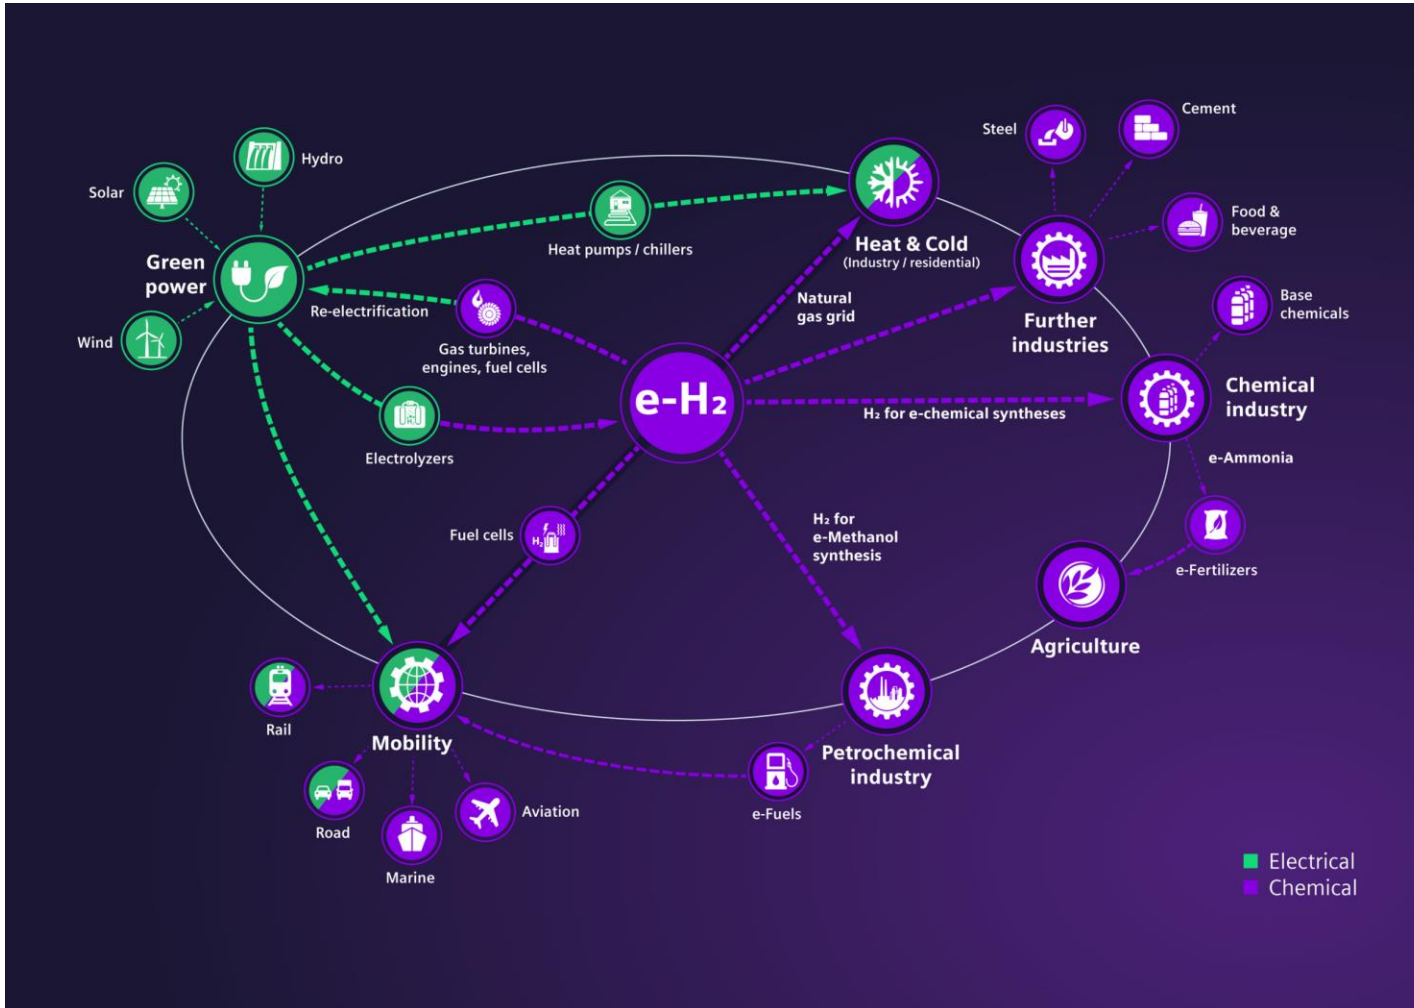 Hydro
Solar
Green
power
Wind
Heat pumps / chillers
Re-electrification
Gas turbines,
engines, fuel cells
Electrolyzers
e-H₂
Heat & Cold
(Industry / residential)
Natural
gas grid
Steel
Cement
Food &
beverage
Further
industries
Base
chemicals
Chemical
industry
H₂ for e-chemical syntheses
e-Ammonia
e-Fertilizers
Agriculture
H₂ for
e-Methanol
synthesis
Fuel cells
H₂
Petrochemical
industry
e-Fuels
Mobility
Rail
Road
Marine
Aviation
Electrical
Chemical